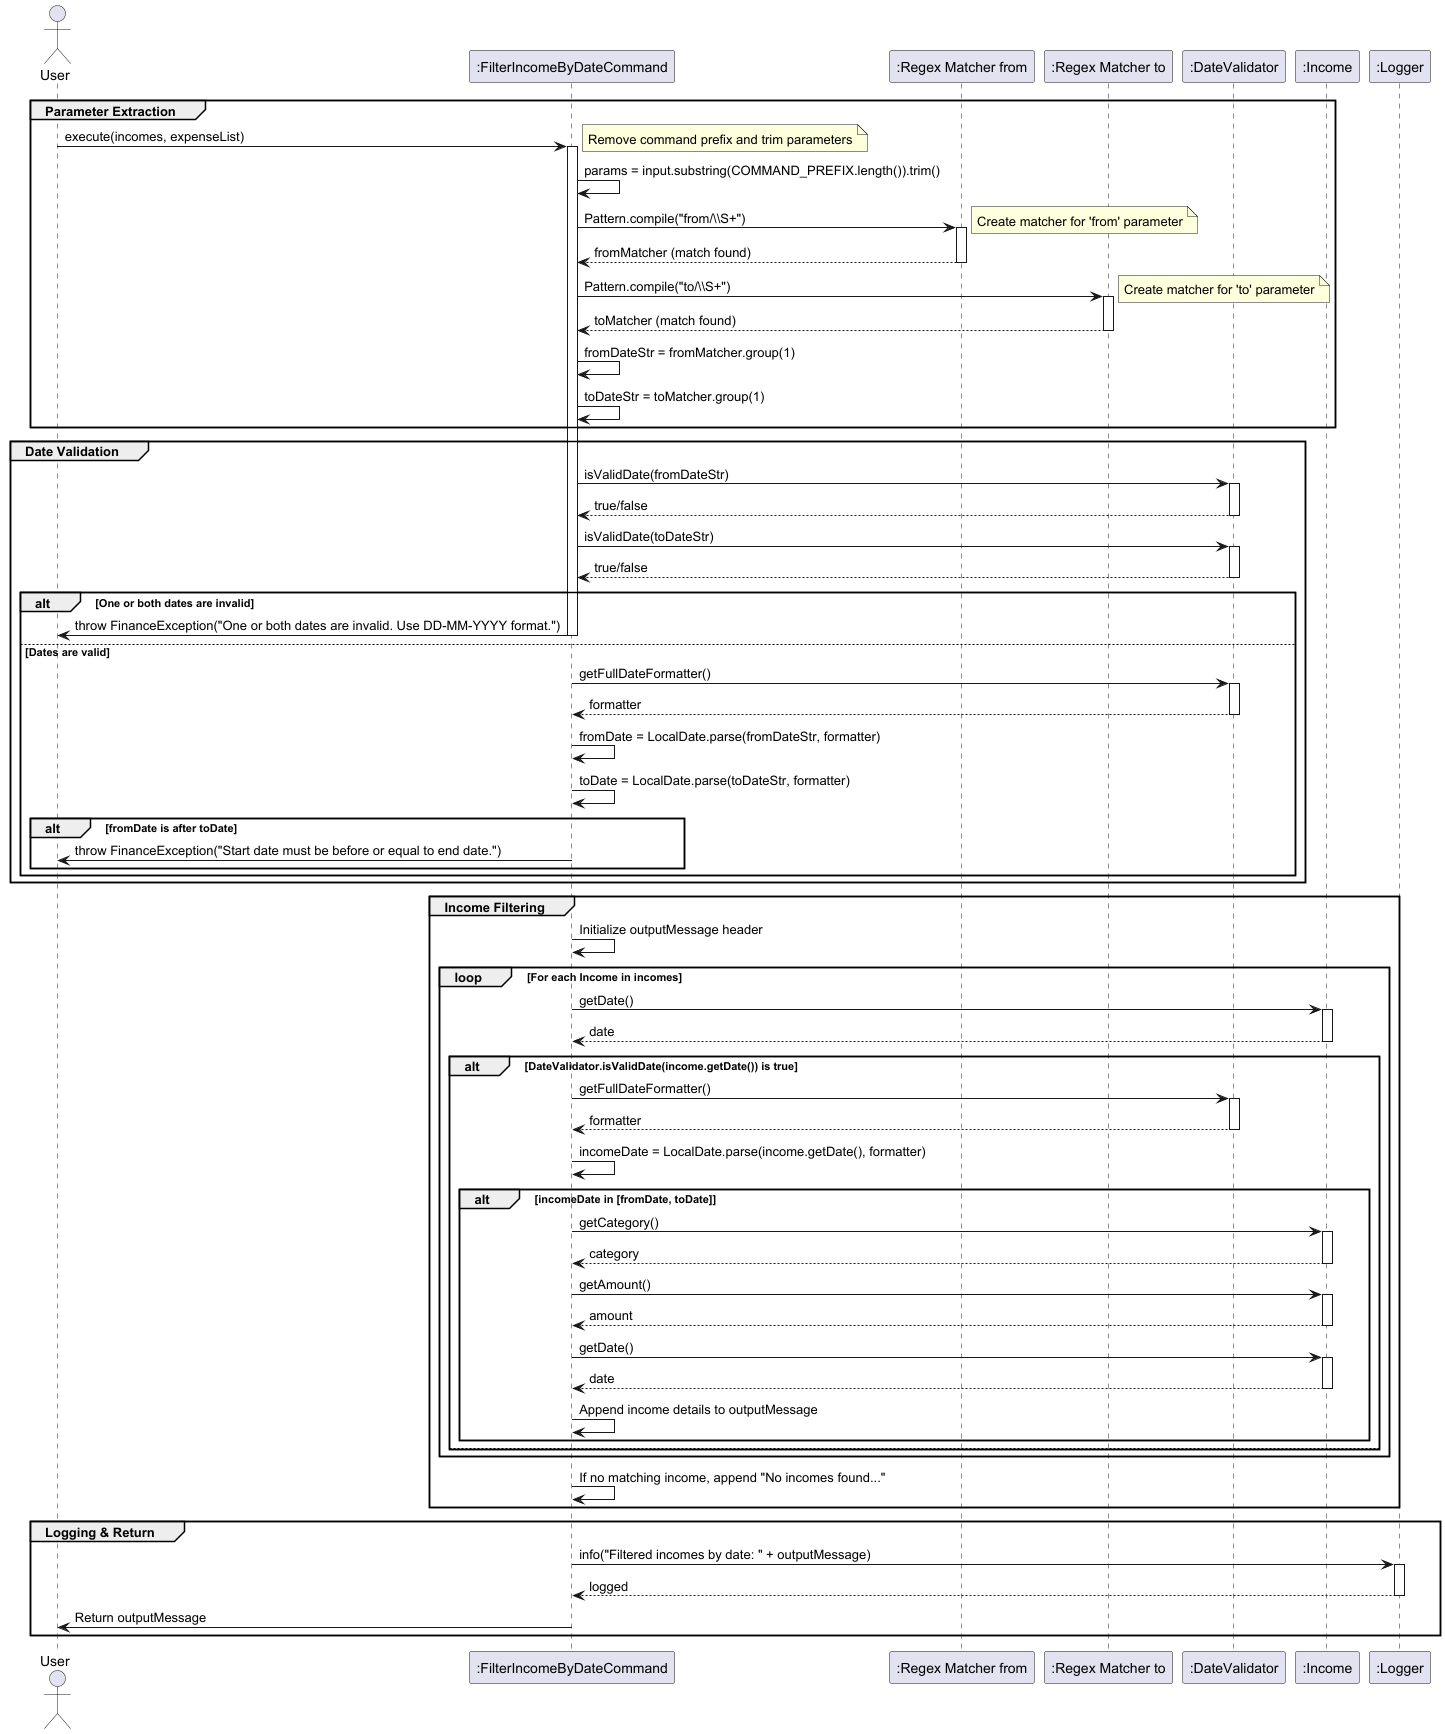 User
:FilterIncomeByDateCommand
:Regex Matcher from
:Regex Matcher to
:DateValidator
:Income
:Logger
Parameter Extraction
execute(incomes, expenseList)
Remove command prefix and trim parameters
params = input.substring(COMMAND_PREFIX.length()).trim()
Pattern.compile("from/\\S+")
Create matcher for 'from' parameter
fromMatcher (match found)
Pattern.compile("to/\\S+")
Create matcher for 'to' parameter
toMatcher (match found)
fromDateStr = fromMatcher.group(1)
toDateStr = toMatcher.group(1)
Date Validation
isValidDate(fromDateStr)
true/false
isValidDate(toDateStr)
true/false
alt [One or both dates are invalid]
throw FinanceException("One or both dates are invalid. Use DD-MM-YYYY format.")
[Dates are valid]
getFullDateFormatter()
formatter
fromDate = LocalDate.parse(fromDateStr, formatter)
toDate = LocalDate.parse(toDateStr, formatter)
alt [fromDate is after toDate]
throw FinanceException("Start date must be before or equal to end date.")
Income Filtering
Initialize outputMessage header
loop [For each Income in incomes]
getDate()
date
alt [DateValidator.isValidDate(income.getDate()) is true]
getFullDateFormatter()
formatter
incomeDate = LocalDate.parse(income.getDate(), formatter)
alt [incomeDate in [fromDate, toDate]]
getCategory()
category
getAmount()
amount
getDate()
date
Append income details to outputMessage
If no matching income, append "No incomes found..."
Logging & Return
info("Filtered incomes by date: " + outputMessage)
logged
Return outputMessage
User
:FilterIncomeByDateCommand
:Regex Matcher from
:Regex Matcher to
:DateValidator
:Income
:Logger